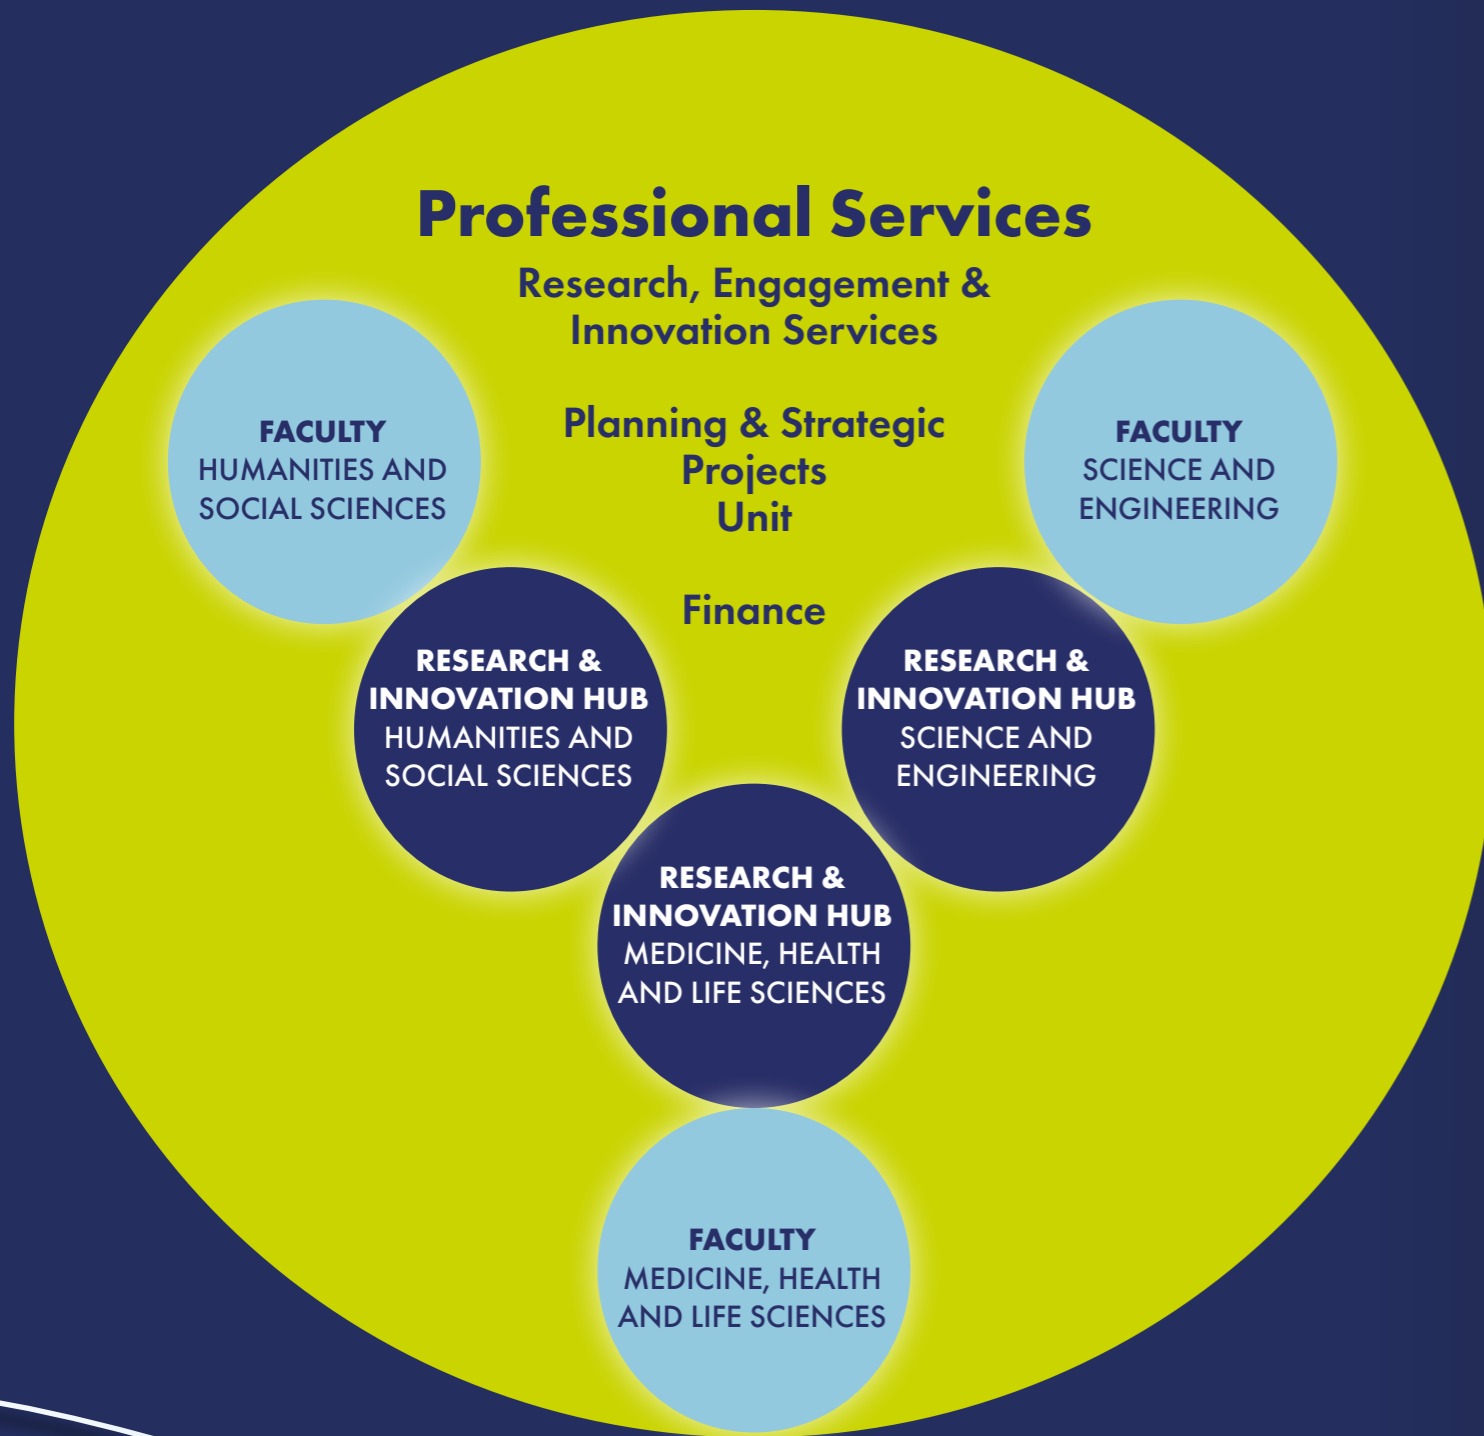 Professional Services
Research, Engagement &
Innovation Services
Planning & Strategic
Projects
Unit
Finance
FACULTY
HUMANITIES AND
SOCIAL SCIENCES
FACULTY
SCIENCE AND
ENGINEERING
RESEARCH &
INNOVATION HUB
HUMANITIES AND
SOCIAL SCIENCES
RESEARCH &
INNOVATION HUB
SCIENCE AND
ENGINEERING
RESEARCH &
INNOVATION HUB
MEDICINE, HEALTH
AND LIFE SCIENCES
FACULTY
MEDICINE, HEALTH
AND LIFE SCIENCES